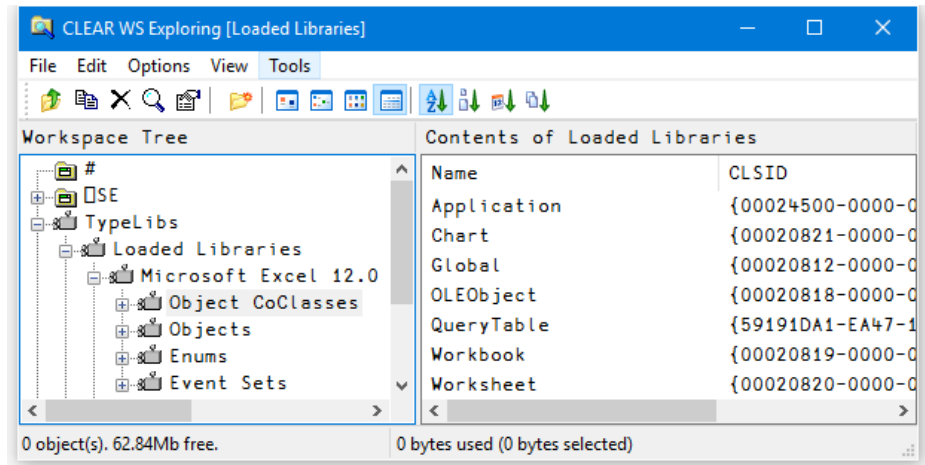 CLEAR WS Exploring [Loaded Libraries]
File Edit Options View Tools
Workspace Tree
Contents of Loaded Libraries
#
⎕SE
TypeLibs
Loaded Libraries
Microsoft Excel 12.0
Object CoClasses
Objects
Enums
Event Sets
Name CLSID
Application {00024500-0000-0
Chart {00020821-0000-0
Global {00020812-0000-0
OLEObject {00020818-0000-0
QueryTable {59191DA1-EA47-1
Workbook {00020819-0000-0
Worksheet {00020820-0000-0
0 object(s). 62.84Mb free.
0 bytes used (0 bytes selected)